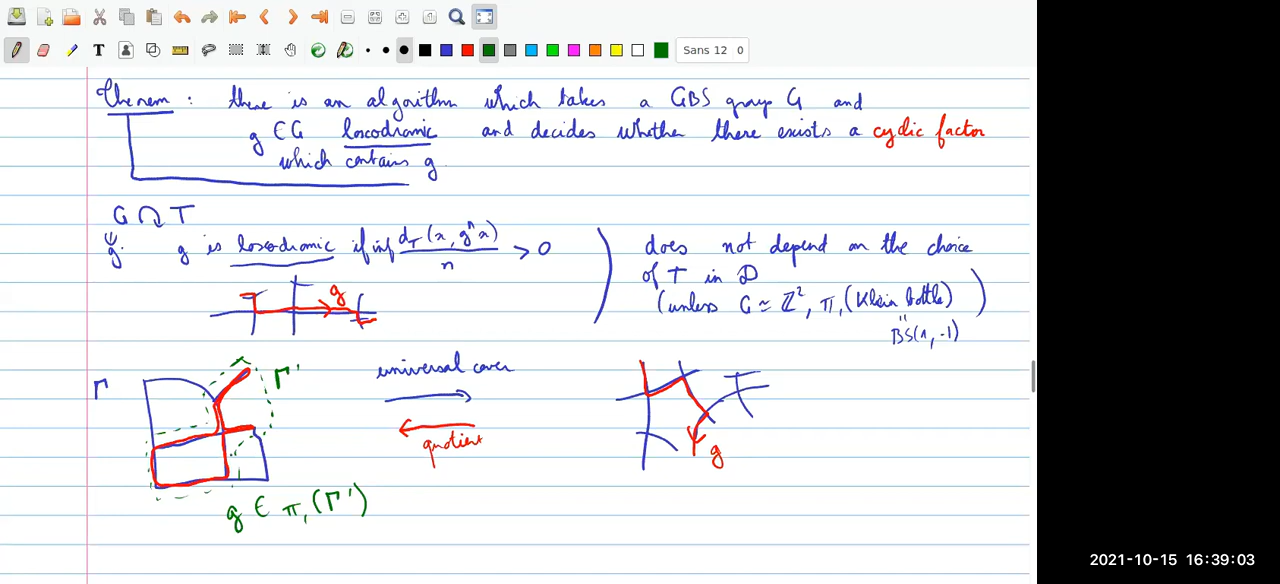 Sans 12 0
Theorem : there is an algorithm which takes a GBS group G and
g ∈ G loxodromic and decides whether there exists a cyclic factor
which contains g
G ↷ T
g. g is loxodromic if inf d_T(x, g^n x) / n > 0
does not depend on the choice
of T in D
(unless G ≃ Z², π₁(Klein bottle))
" BS(1, -1)
g
Γ
Γ'
universal cover
quotient
g
g ∈ π₁(Γ')
2021-10-15 16:39:03